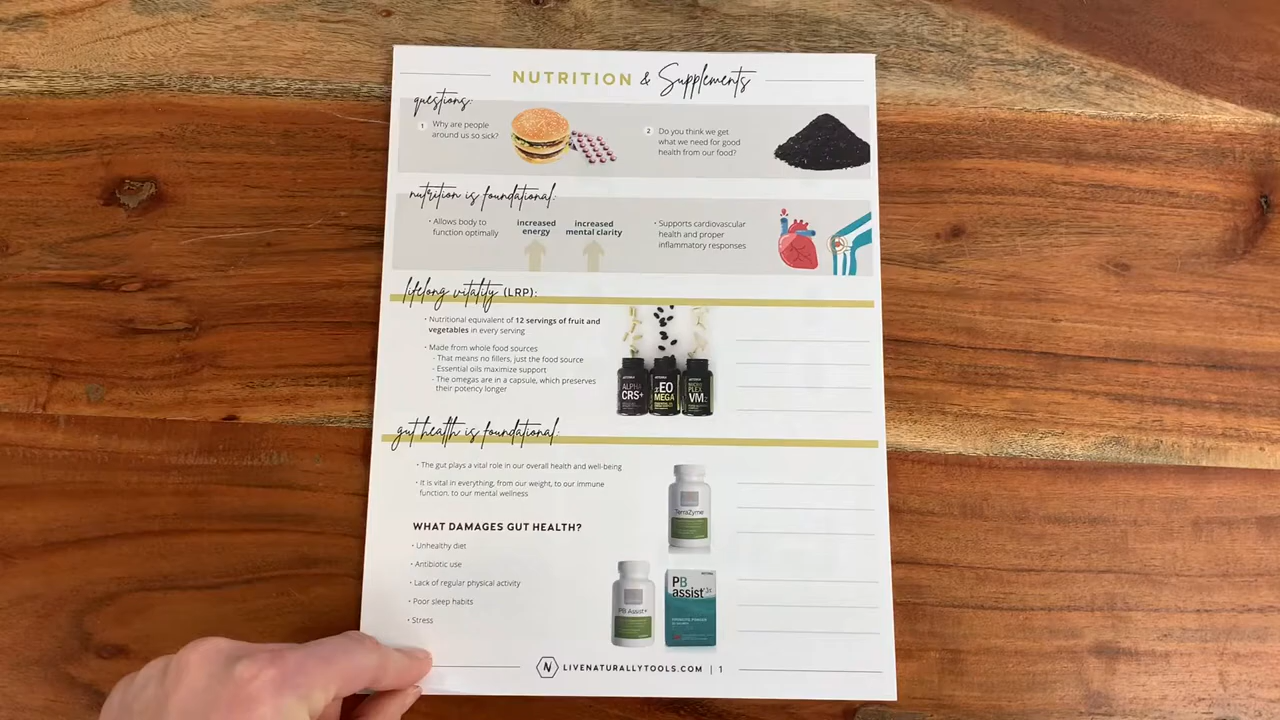 NUTRITION & Supplements
questions:
1 Why are people
around us so sick?
2 Do you think we get
what we need for good
health from our food?
nutrition is foundational:
• Allows body to
function optimally
increased
energy
increased
mental clarity
• Supports cardiovascular
health and proper
inflammatory responses
lifelong vitality (LRP):
• Nutritional equivalent of 12 servings of fruit and
vegetables in every serving
• Made from whole food sources
- That means no fillers, just the food source
- Essential oils maximize support
- The omegas are in a capsule, which preserves
their potency longer
ALPHA
CRS+
xEO
MEGA
MICRO
PLEX
VMz
gut health is foundational:
• The gut plays a vital role in our overall health and well-being
• It is vital in everything, from our weight, to our immune
function, to our mental wellness
TerraZyme
WHAT DAMAGES GUT HEALTH?
• Unhealthy diet
• Antibiotic use
• Lack of regular physical activity
• Poor sleep habits
• Stress
PB Assist+
PB
assist
N LIVENATURALLYTOOLS.COM | 1